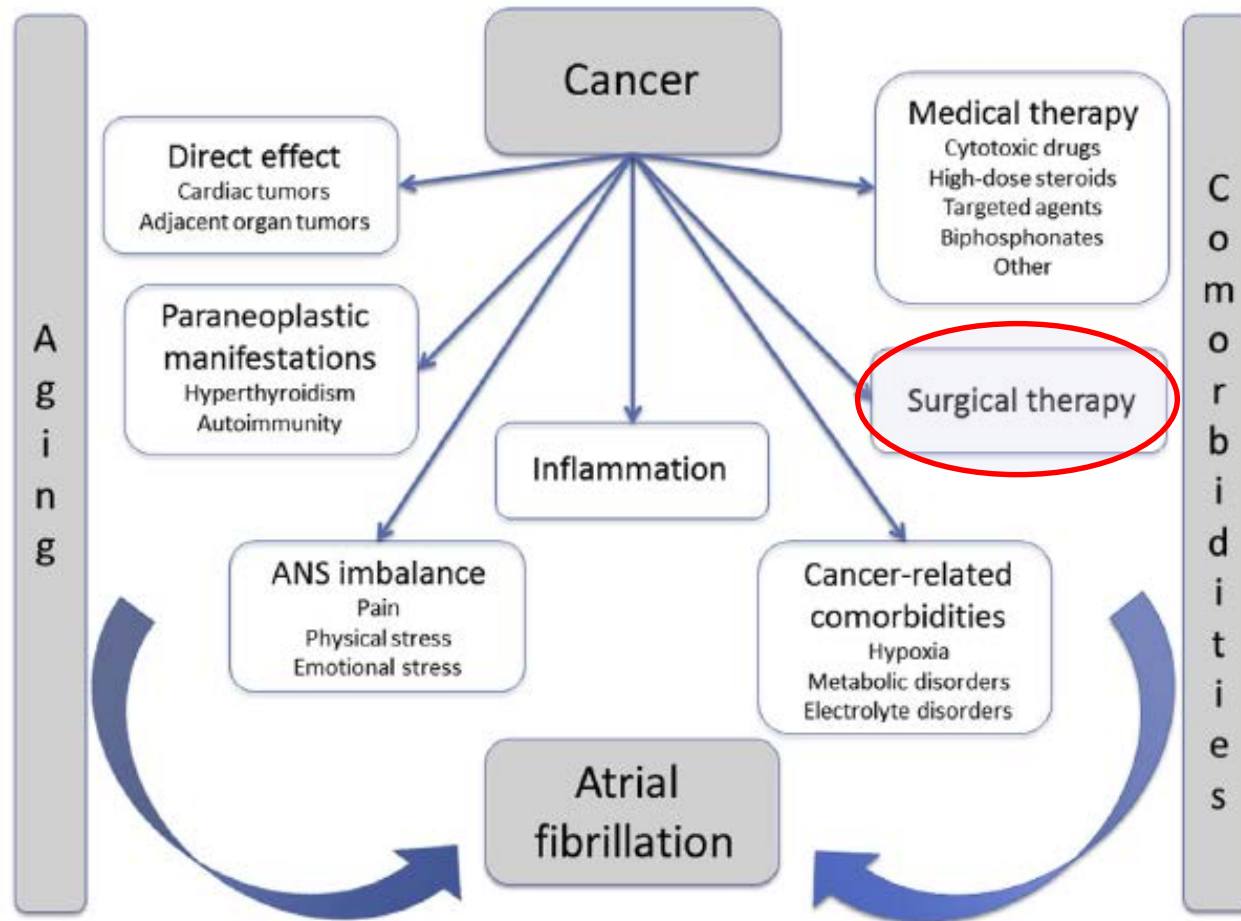 Cancer
Direct effect
Cardiac tumors
Adjacent organ tumors
Medical therapy
Cytotoxic drugs
High-dose steroids
Targeted agents
Biphosphonates
Other
Paraneoplastic
manifestations
Hyperthyroidism
Autoimmunity
Surgical therapy
Inflammation
ANS imbalance
Pain
Physical stress
Emotional stress
Cancer-related
comorbidities
Hypoxia
Metabolic disorders
Electrolyte disorders
Atrial
fibrillation
Aging
Comorbidities